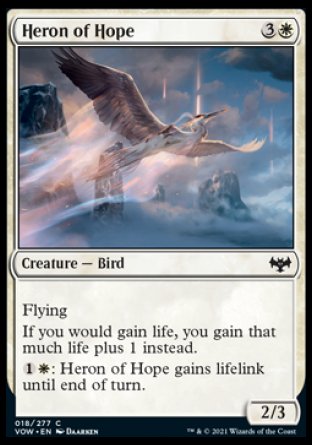 Heron of Hope 3
Creature — Bird
Flying
If you would gain life, you gain that
much life plus 1 instead.
1 : Heron of Hope gains lifelink
until end of turn.
2/3
018/277 C
VOW • EN Daarken
™ & © 2021 Wizards of the Coast